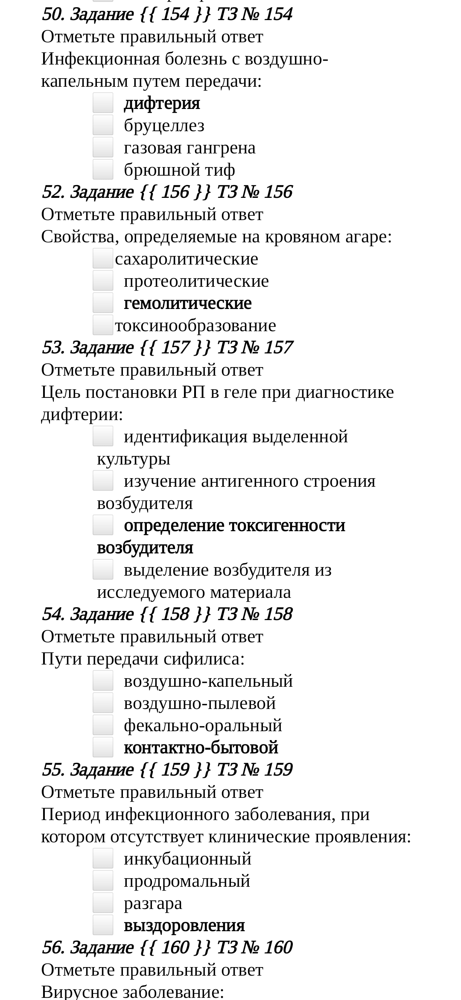 50. Задание {{ 154 }} ТЗ № 154
Отметьте правильный ответ
Инфекционная болезнь с воздушно-
капельным путем передачи:
дифтерия
бруцеллез
газовая гангрена
брюшной тиф
52. Задание {{ 156 }} ТЗ № 156
Отметьте правильный ответ
Свойства, определяемые на кровяном агаре:
сахаролитические
протеолитические
гемолитические
токсинообразование
53. Задание {{ 157 }} ТЗ № 157
Отметьте правильный ответ
Цель постановки РП в геле при диагностике
дифтерии:
идентификация выделенной
культуры
изучение антигенного строения
возбудителя
определение токсигенности
возбудителя
выделение возбудителя из
исследуемого материала
54. Задание {{ 158 }} ТЗ № 158
Отметьте правильный ответ
Пути передачи сифилиса:
воздушно-капельный
воздушно-пылевой
фекально-оральный
контактно-бытовой
55. Задание {{ 159 }} ТЗ № 159
Отметьте правильный ответ
Период инфекционного заболевания, при
котором отсутствует клинические проявления:
инкубационный
продромальный
разгара
выздоровления
56. Задание {{ 160 }} ТЗ № 160
Отметьте правильный ответ
Вирусное заболевание: